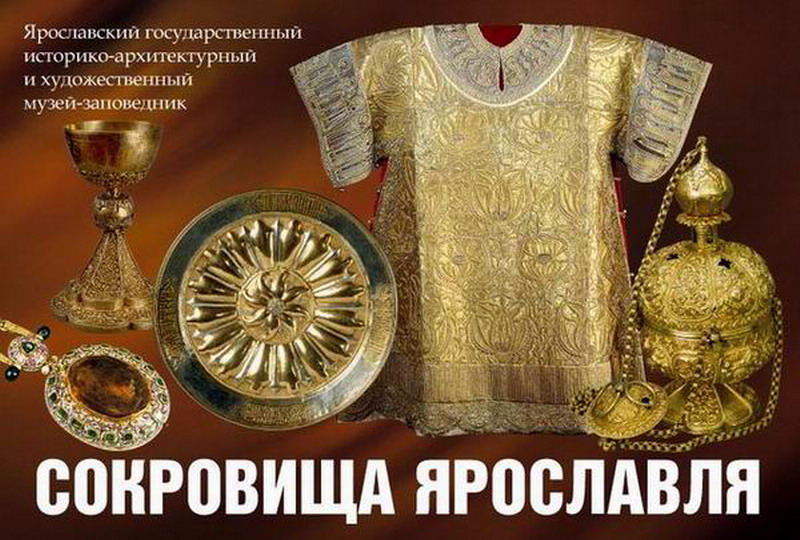 Ярославский государственный
историко-архитектурный
и художественный
музей-заповедник
СОКРОВИЩА ЯРОСЛАВЛЯ